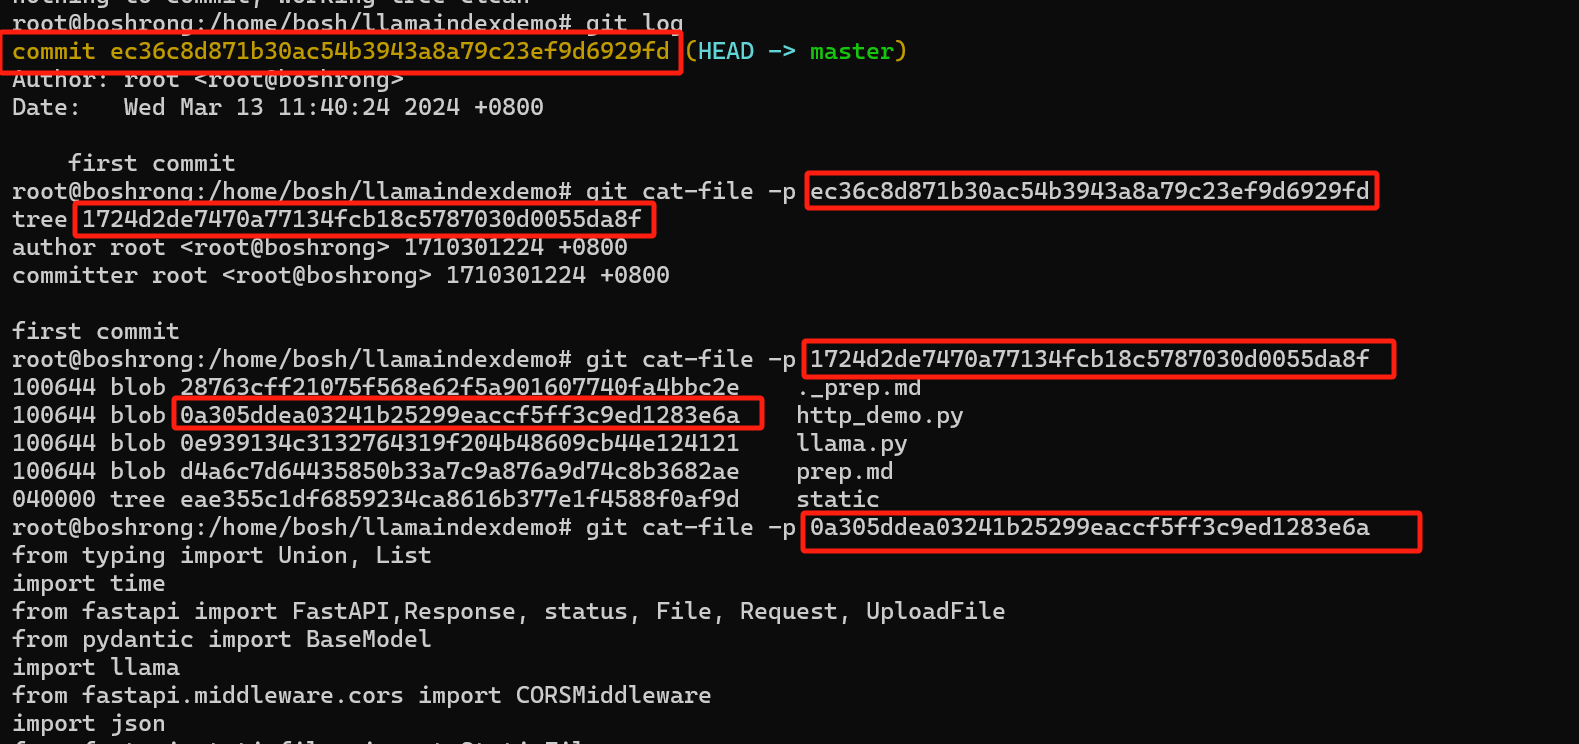 nothing to commit, working tree clean
root@boshrong:/home/bosh/llamaindexdemo# git log
commit ec36c8d871b30ac54b3943a8a79c23ef9d6929fd (HEAD -> master)
Author: root <root@boshrong>
Date:   Wed Mar 13 11:40:24 2024 +0800
    first commit
root@boshrong:/home/bosh/llamaindexdemo# git cat-file -p ec36c8d871b30ac54b3943a8a79c23ef9d6929fd
tree 1724d2de7470a77134fcb18c5787030d0055da8f
author root <root@boshrong> 1710301224 +0800
committer root <root@boshrong> 1710301224 +0800
first commit
root@boshrong:/home/bosh/llamaindexdemo# git cat-file -p 1724d2de7470a77134fcb18c5787030d0055da8f
100644 blob 28763cff21075f568e62f5a901607740fa4bbc2e    ._prep.md
100644 blob 0a305ddea03241b25299eaccf5ff3c9ed1283e6a    http_demo.py
100644 blob 0e939134c3132764319f204b48609cb44e124121    llama.py
100644 blob d4a6c7d64435850b33a7c9a876a9d74c8b3682ae    prep.md
040000 tree eae355c1df6859234ca8616b377e1f4588f0af9d    static
root@boshrong:/home/bosh/llamaindexdemo# git cat-file -p 0a305ddea03241b25299eaccf5ff3c9ed1283e6a
from typing import Union, List
import time
from fastapi import FastAPI,Response, status, File, Request, UploadFile
from pydantic import BaseModel
import llama
from fastapi.middleware.cors import CORSMiddleware
import json